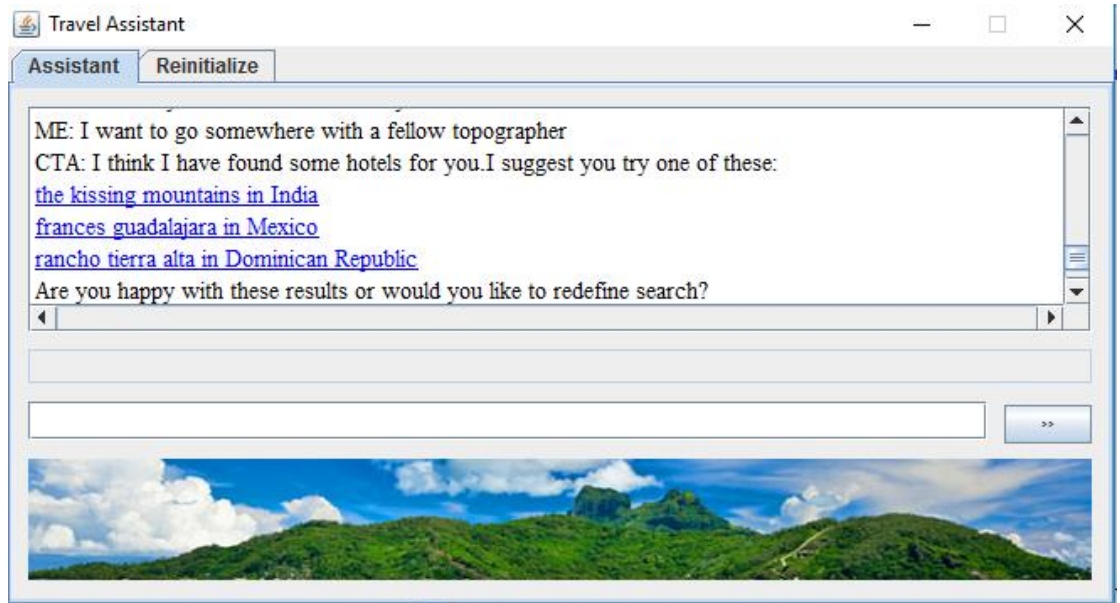 Travel Assistant
Assistant Reinitialize
ME: I want to go somewhere with a fellow topographer
CTA: I think I have found some hotels for you.I suggest you try one of these:
the kissing mountains in India
frances guadalajara in Mexico
rancho tierra alta in Dominican Republic
Are you happy with these results or would you like to redefine search?
>>